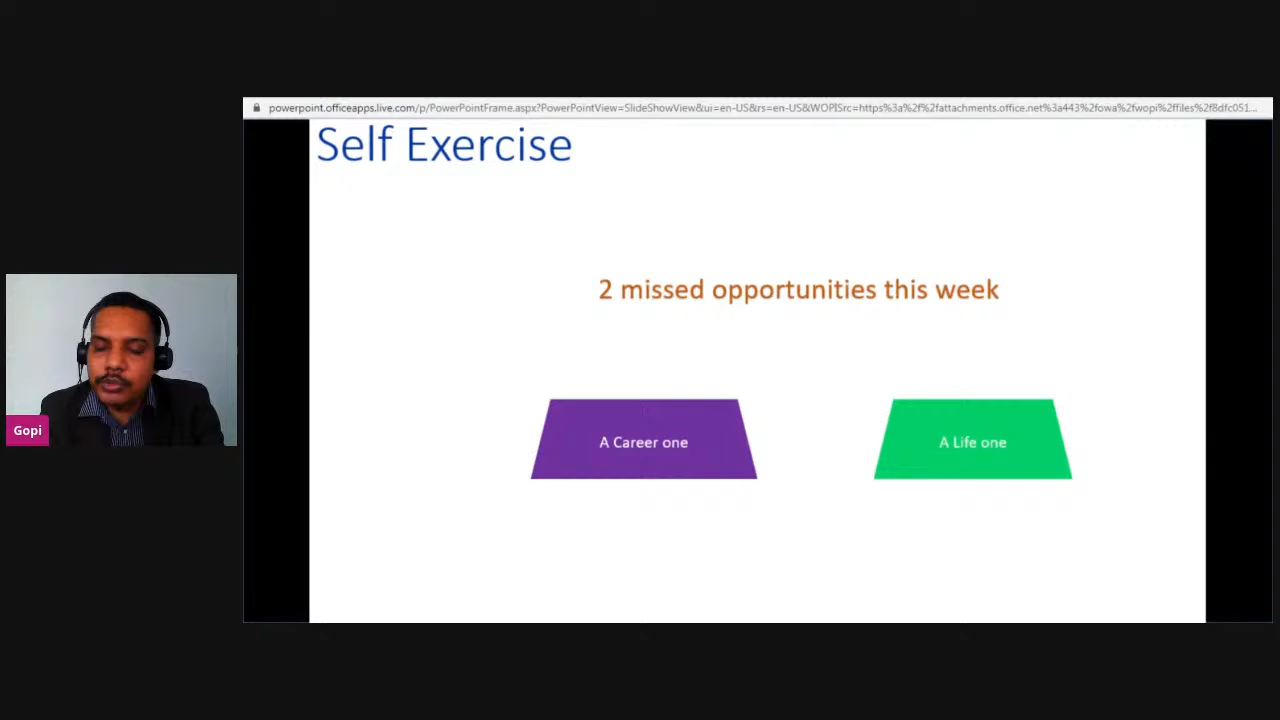 powerpoint.officeapps.live.com/p/PowerPointFrame.aspx?PowerPointView=SlideShowView&ui=en-US&rs=en-US&WOPISrc=https%3a%2f%2fattachments.office.net%3a443%2fowa%2fwopi%2ffiles%2f8dfc051...
Self Exercise
2 missed opportunities this week
A Career one
A Life one
Gopi